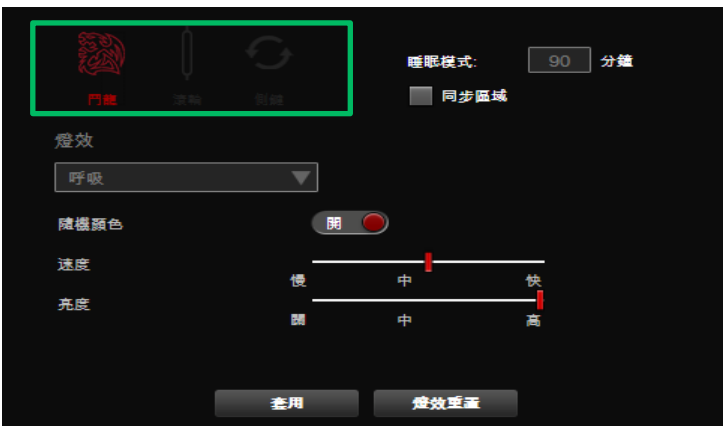 鬥龍 滾輪 側鍵
睡眠模式: 90 分鐘
同步區域
燈效
呼吸
隨機顏色 開
速度
慢 中 快
亮度
關 中 高
套用 燈效重置